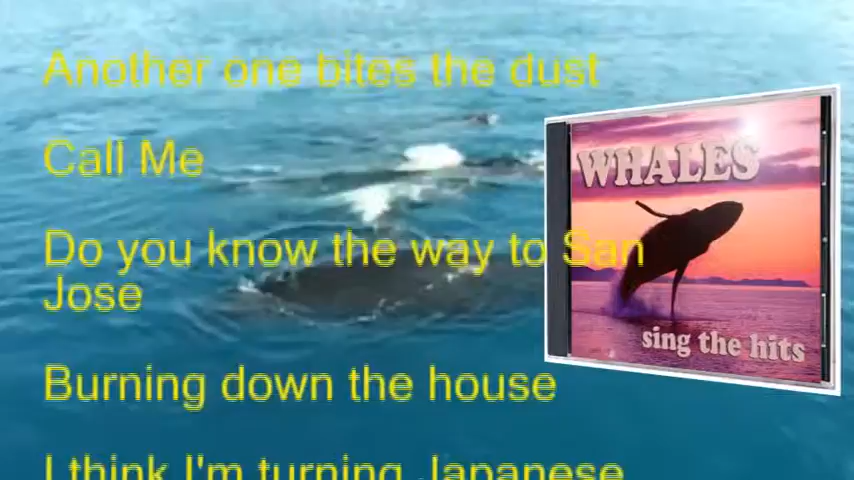 Another one bites the dust
Call Me
Do you know the way to San
Jose
Burning down the house
I think I'm turning Japanese
WHALES
sing the hits